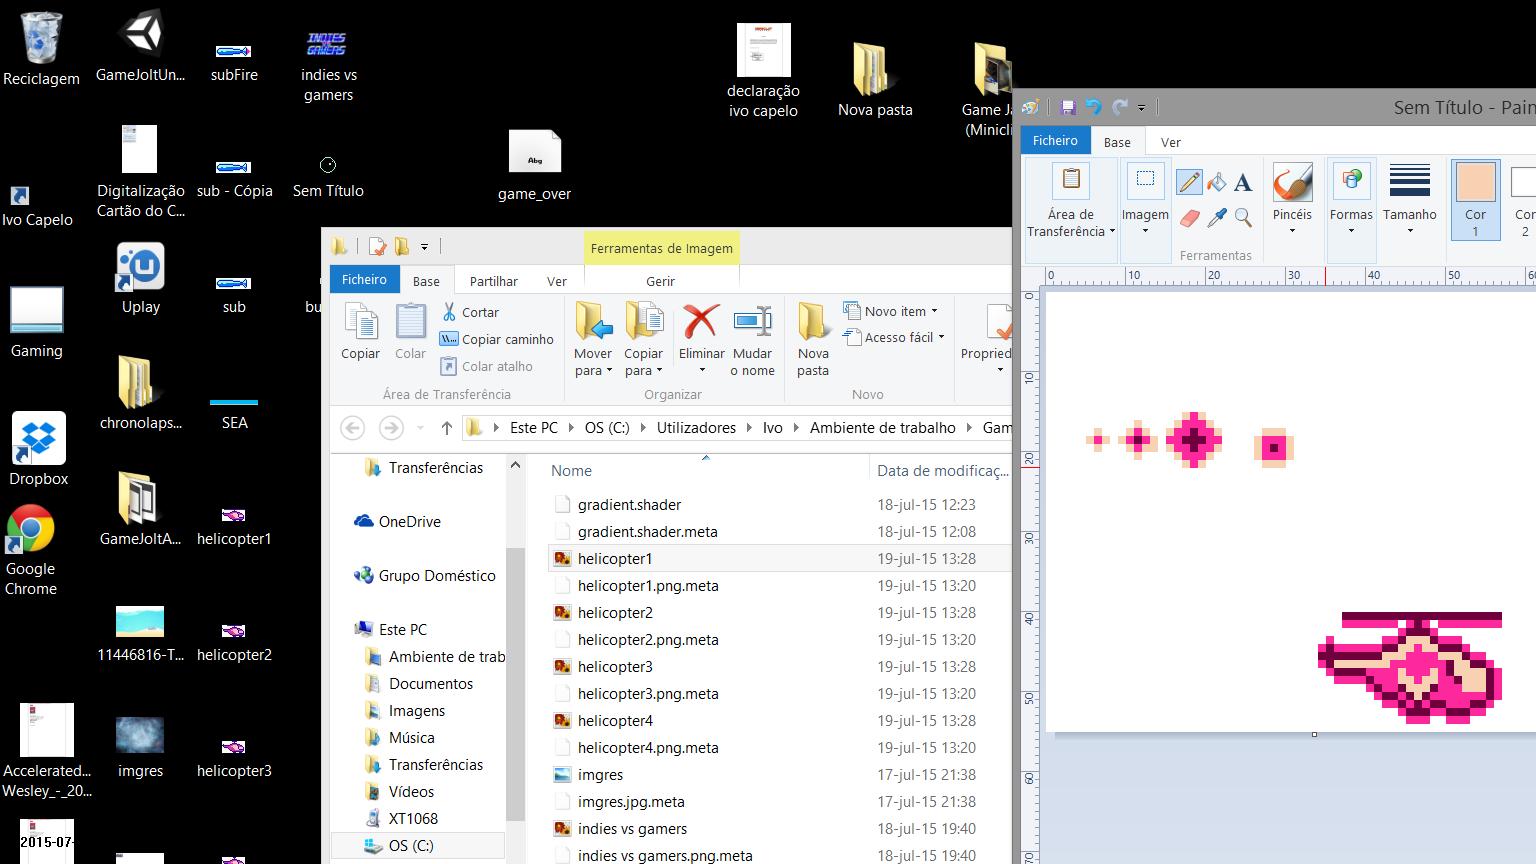 Reciclagem
GameJoltUn...
subFire
indies vs
gamers
INDIES
VS
GAMERS
declaração
ivo capelo
Nova pasta
Game Ja
(Minicli
Ivo Capelo
Digitalização
Cartão do C...
sub - Cópia
Sem Título
Abg
game_over
Gaming
Uplay
sub
bu
Dropbox
chronolaps...
SEA
Google
Chrome
GameJoltA...
helicopter1
11446816-T...
helicopter2
Accelerated...
Wesley_-_20...
imgres
helicopter3
2015-07-
Ferramentas de Imagem
Ficheiro
Base
Partilhar
Ver
Gerir
Copiar
Colar
Cortar
Copiar caminho
Colar atalho
Área de Transferência
Mover
para
Copiar
para
Eliminar
Mudar
o nome
Organizar
Nova
pasta
Novo item
Acesso fácil
Novo
Propried
Este PC
OS (C:)
Utilizadores
Ivo
Ambiente de trabalho
Gam
Transferências
OneDrive
Grupo Doméstico
Este PC
Ambiente de trab
Documentos
Imagens
Música
Transferências
Vídeos
XT1068
OS (C:)
Nome Data de modificaç...
gradient.shader 18-jul-15 12:23
gradient.shader.meta 18-jul-15 12:08
helicopter1 19-jul-15 13:28
helicopter1.png.meta 19-jul-15 13:20
helicopter2 19-jul-15 13:28
helicopter2.png.meta 19-jul-15 13:20
helicopter3 19-jul-15 13:28
helicopter3.png.meta 19-jul-15 13:20
helicopter4 19-jul-15 13:28
helicopter4.png.meta 19-jul-15 13:20
imgres 17-jul-15 21:38
imgres.jpg.meta 17-jul-15 21:38
indies vs gamers 18-jul-15 19:40
indies vs gamers.png.meta 18-jul-15 19:40
Sem Título - Pain
Ficheiro
Base
Ver
Área de
Transferência
Imagem
A
Ferramentas
Pincéis
Formas
Tamanho
Cor
1
Cor
2
0 10 20 30 40 50 60
0
10
20
30
40
50
60
70